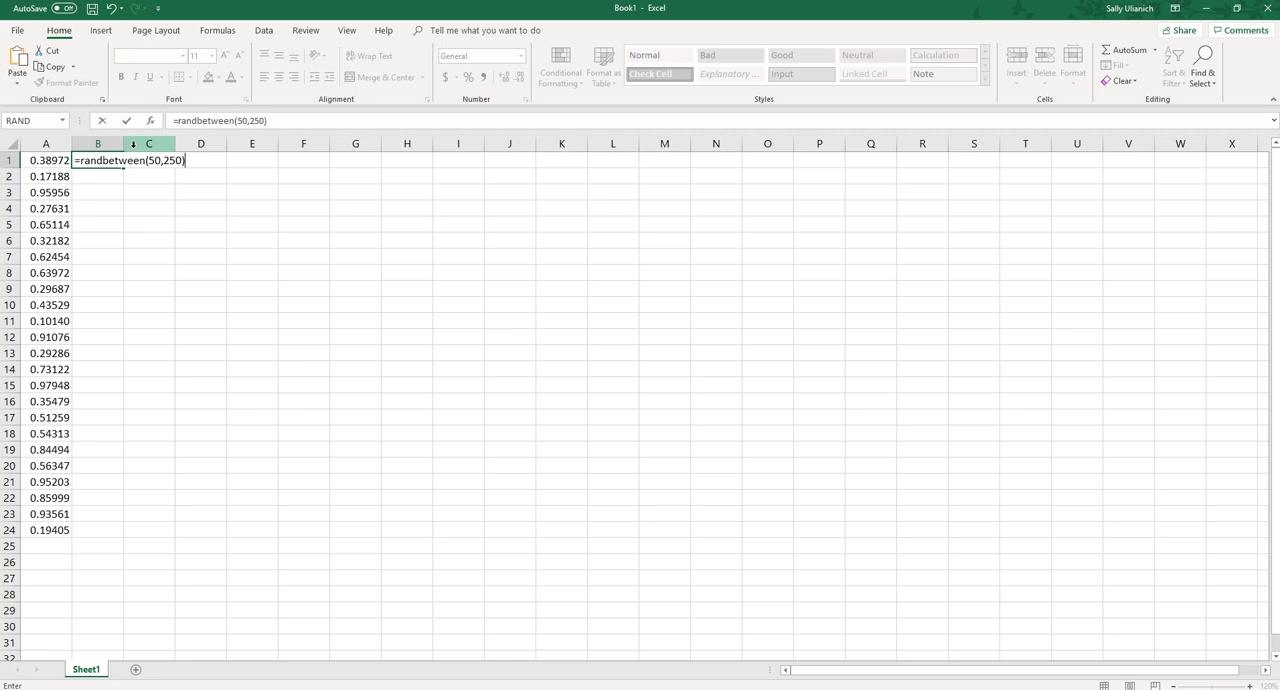 AutoSave Off Book1 - Excel Sally Ulianich
File Home Insert Page Layout Formulas Data Review View Help Tell me what you want to do Share Comments
Paste Cut Copy Format Painter
Clipboard
11 A A B I U A
Font
Wrap Text
Merge & Center
Alignment
General
$ % ,
Number
Conditional Formatting Format as Table
Normal Bad Good Neutral Calculation
Check Cell Explanatory ... Input Linked Cell Note
Styles
Insert Delete Format
Cells
AutoSum
Fill
Clear
Sort & Filter Find & Select
Editing
RAND fx =randbetween(50,250)
A B C D E F G H I J K L M N O P Q R S T U V W X
1 0.38972 =randbetween(50,250)
2 0.17188
3 0.95956
4 0.27631
5 0.65114
6 0.32182
7 0.62454
8 0.63972
9 0.29687
10 0.43529
11 0.10140
12 0.91076
13 0.29286
14 0.73122
15 0.97948
16 0.35479
17 0.51259
18 0.54313
19 0.84494
20 0.56347
21 0.95203
22 0.85999
23 0.93561
24 0.19405
25
26
27
28
29
30
31
32
Sheet1
Enter 120%